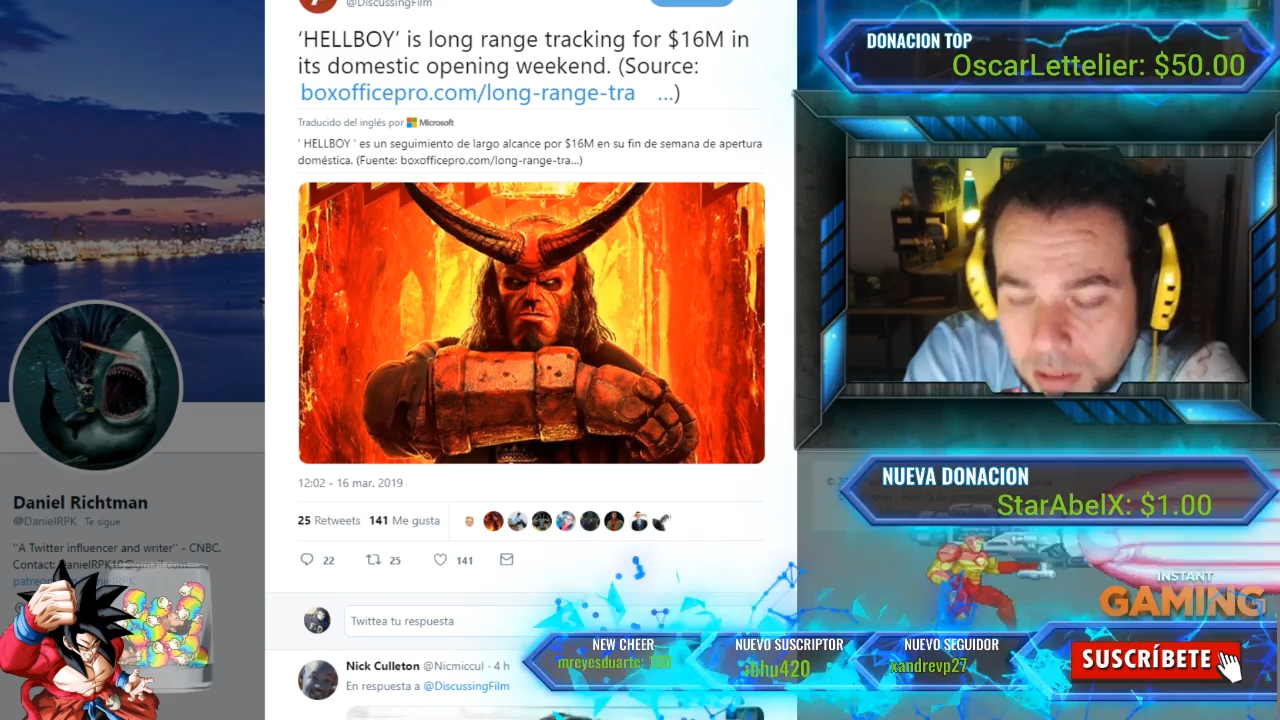 @DiscussingFilm
‘HELLBOY’ is long range tracking for $16M in
its domestic opening weekend. (Source:
boxofficepro.com/long-range-tra …)
Traducido del inglés por Microsoft
' HELLBOY ' es un seguimiento de largo alcance por $16M en su fin de semana de apertura
doméstica. (Fuente: boxofficepro.com/long-range-tra...)
12:02 - 16 mar. 2019
25 Retweets 141 Me gusta
22 25 141
Twittea tu respuesta
Nick Culleton @Nicmiccul · 4 h
En respuesta a @DiscussingFilm
Daniel Richtman
@DanielRPK Te sigue
"A Twitter influencer and writer" - CNBC.
DONACION TOP
OscarLettelier: $50.00
NUEVA DONACION
StarAbelX: $1.00
INSTANT
GAMING
NEW CHEER
mreyesduarte: 100
NUEVO SUSCRIPTOR
NUEVO SEGUIDOR
xandrevp27
SUSCRÍBETE